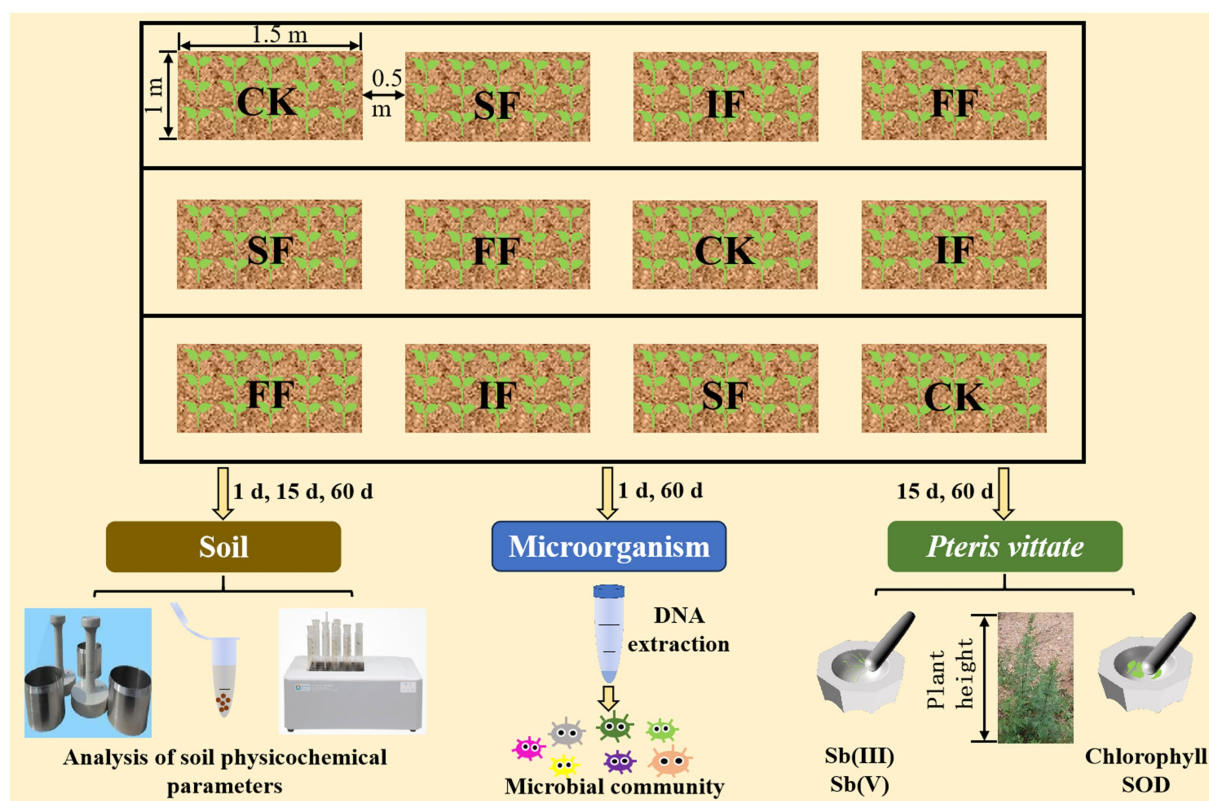 1.5 m
1 m
0.5
m
CK
SF
IF
FF
SF
FF
CK
IF
FF
IF
SF
CK
1 d, 15 d, 60 d
1 d, 60 d
15 d, 60 d
Soil
Microorganism
Pteris vittate
DNA
extraction
Plant
height
Analysis of soil physicochemical
parameters
Microbial community
Sb(III)
Sb(V)
Chlorophyll
SOD